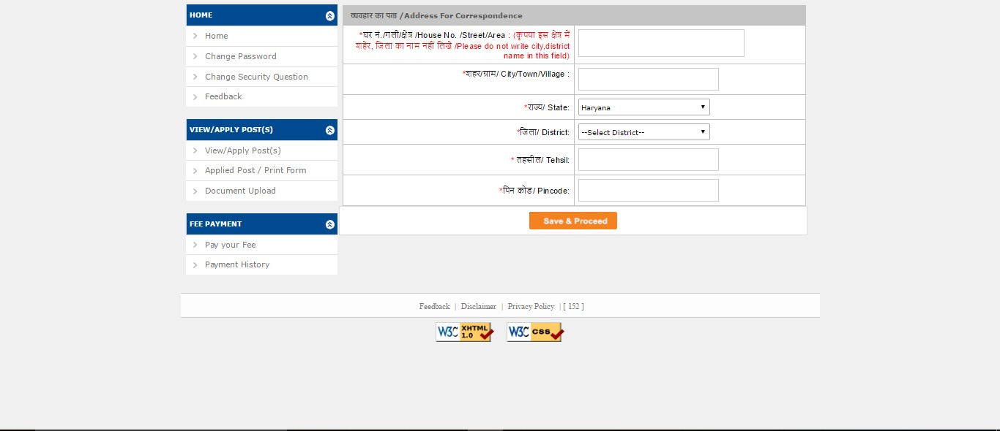 HOME
Home
Change Password
Change Security Question
Feedback
VIEW/APPLY POST(S)
View/Apply Post(s)
Applied Post / Print Form
Document Upload
FEE PAYMENT
Pay your Fee
Payment History
व्यवहार का पता /Address For Correspondence
*घर नं./गली/क्षेत्र /House No. /Street/Area : (कृपया इस क्षेत्र में
शहर, जिला का नाम नहीं लिखे /Please do not write city,district
name in this field)
*शहर/ग्राम/ City/Town/Village :
*राज्य/ State: Haryana
*जिला/ District: --Select District--
* तहसील/ Tehsil:
*पिन कोड/ Pincode:
Save & Proceed
Feedback | Disclaimer | Privacy Policy | [ 152 ]
W3C XHTML 1.0
W3C CSS